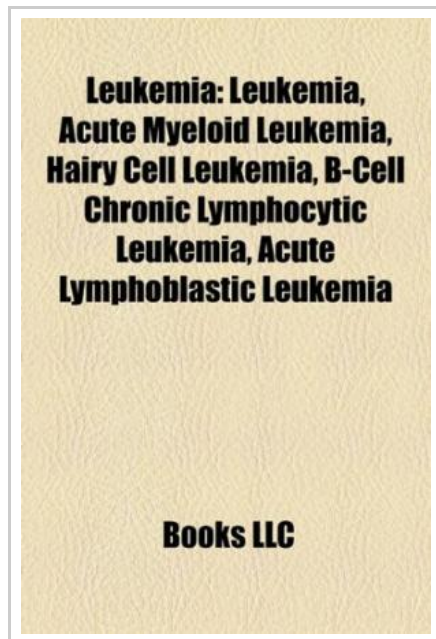 Leukemia: Leukemia,
Acute Myeloid Leukemia,
Hairy Cell Leukemia, B-Cell
Chronic Lymphocytic
Leukemia, Acute
Lymphoblastic Leukemia
Books LLC